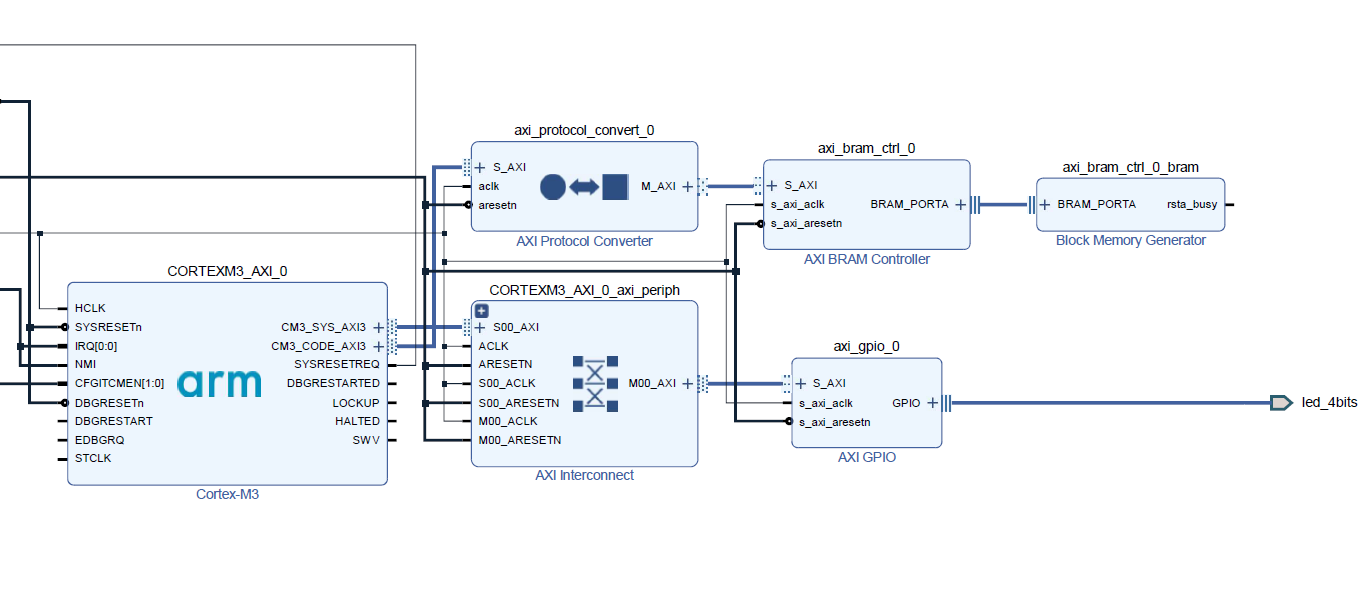 axi_protocol_convert_0
S_AXI
aclk
aresetn
M_AXI
AXI Protocol Converter
axi_bram_ctrl_0
S_AXI
s_axi_aclk
s_axi_aresetn
BRAM_PORTA
AXI BRAM Controller
axi_bram_ctrl_0_bram
BRAM_PORTA
rsta_busy
Block Memory Generator
CORTEXM3_AXI_0
HCLK
SYSRESETn
IRQ[0:0]
NMI
CFGITCMEN[1:0]
DBGRESETn
DBGRESTART
EDBGRQ
STCLK
arm
CM3_SYS_AXI3
CM3_CODE_AXI3
SYSRESETREQ
DBGRESTARTED
LOCKUP
HALTED
SWV
Cortex-M3
CORTEXM3_AXI_0_axi_periph
S00_AXI
ACLK
ARESETN
S00_ACLK
S00_ARESETN
M00_ACLK
M00_ARESETN
M00_AXI
AXI Interconnect
axi_gpio_0
S_AXI
s_axi_aclk
s_axi_aresetn
GPIO
AXI GPIO
led_4bits